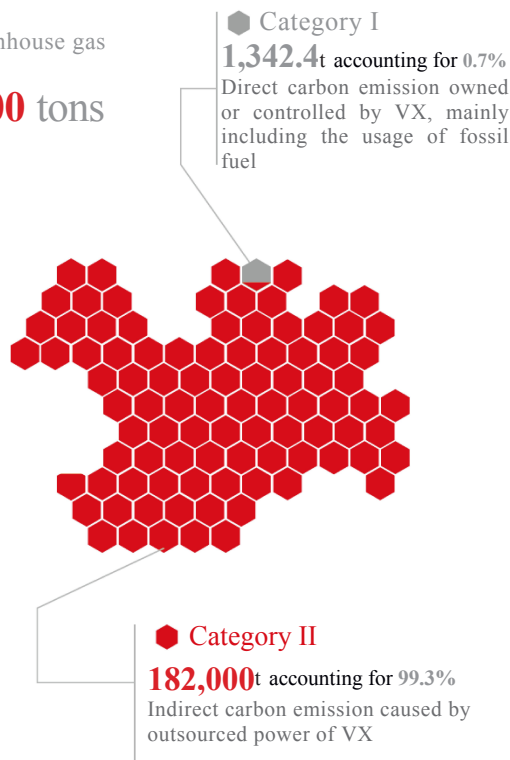 Category I
nhouse gas
1,342.4t accounting for 0.7%
Direct carbon emission owned
or controlled by VX, mainly
including the usage of fossil
fuel
00 tons
Category II
182,000t accounting for 99.3%
Indirect carbon emission caused by
outsourced power of VX